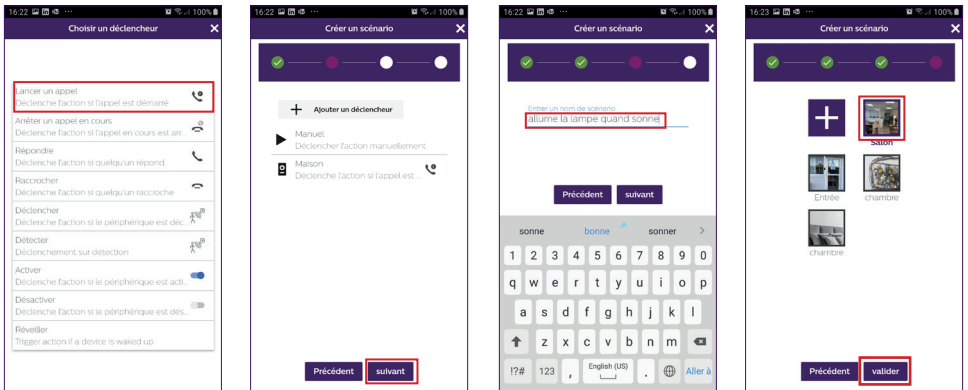 16:22 ... 100%
Choisir un déclencheur
Lancer un appel
Déclenche l'action si l'appel est démarré
Arrêter un appel en cours
Déclenche l'action si l'appel en cours est arr..
Répondre
Déclenche l'action si quelqu'un répond
Raccrocher
Déclenche l'action si quelqu'un raccroche
Déclencher
Déclenche l'action si le périphérique est déc..
Détecter
Déclenchement sur détection
Activer
Déclenche l'action si le périphérique est acti..
Désactiver
Déclenche l'action si le périphérique est dés..
Réveiller
Trigger action if a device is waked up
16:22 ... 100%
Créer un scénario
Ajouter un déclencheur
Manuel
Déclencher l'action manuellement
Maison
Déclenche l'action si l'appel est ...
Précédent suivant
16:22 ... 100%
Créer un scénario
Entrer un nom de scénario
allume la lampe quand sonne
Précédent suivant
sonne bonne sonner >
1 2 3 4 5 6 7 8 9 0
q w e r t y u i o p
a s d f g h j k l
z x c v b n m
!?# 123 , English (US) . Aller à
16:23 ... 100%
Créer un scénario
Salon
Entrée chambre
chambre
Précédent valider